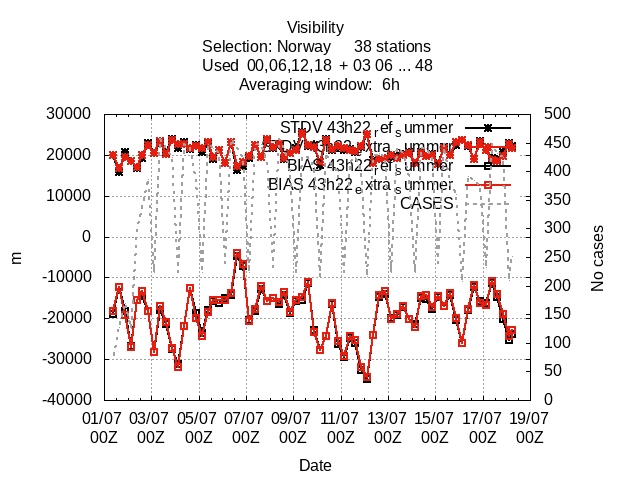 Visibility
Selection: Norway 38 stations
Used 00,06,12,18 + 03 06 ... 48
Averaging window: 6h
30000
20000
10000
0
-10000
-20000
-30000
-40000
m
500
450
400
350
300
250
200
150
100
50
0
No cases
STDV 43h22_ref_summer
STDV 43h22_extra_summer
BIAS 43h22_ref_summer
BIAS 43h22_extra_summer
CASES
01/07 03/07 05/07 07/07 09/07 11/07 13/07 15/07 17/07 19/07
00Z 00Z 00Z 00Z 00Z 00Z 00Z 00Z 00Z 00Z
Date